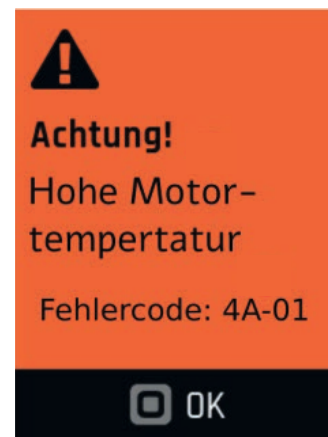 Achtung!
Hohe Motor-
tempertatur
Fehlercode: 4A-01
OK